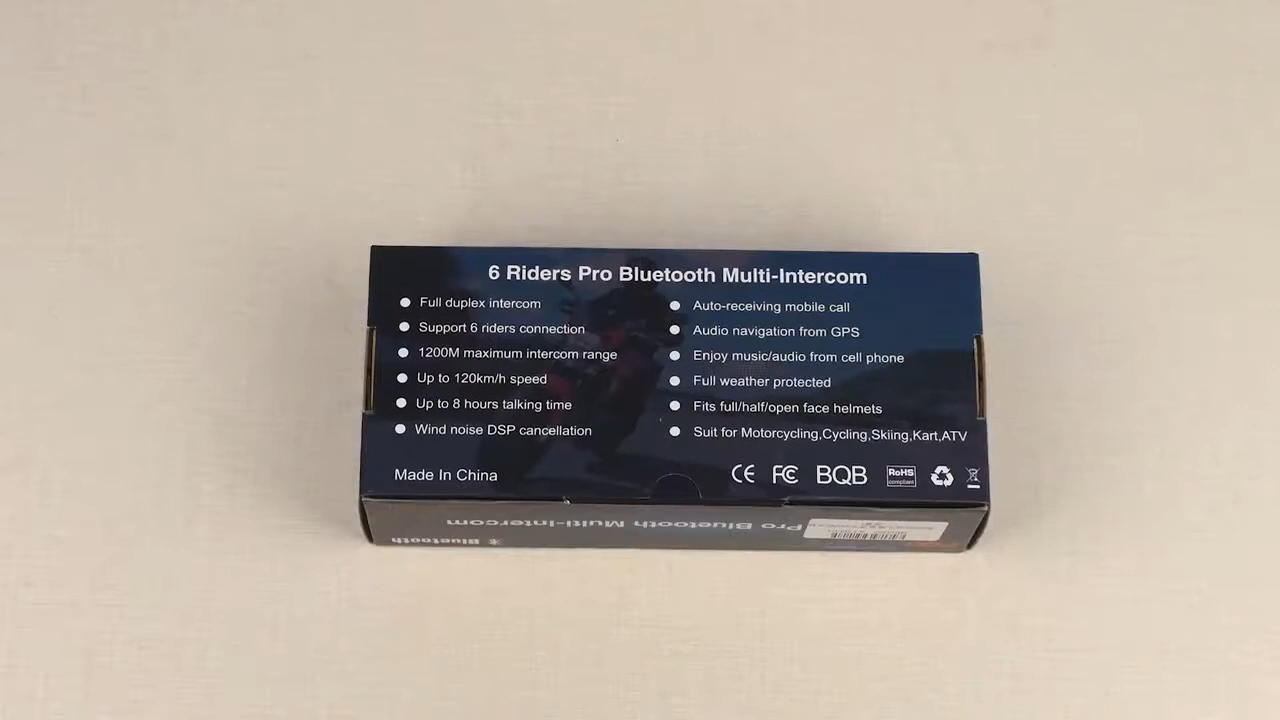 6 Riders Pro Bluetooth Multi-Intercom
Full duplex intercom
Support 6 riders connection
1200M maximum intercom range
Up to 120km/h speed
Up to 8 hours talking time
Wind noise DSP cancellation
Auto-receiving mobile call
Audio navigation from GPS
Enjoy music/audio from cell phone
Full weather protected
Fits full/half/open face helmets
Suit for Motorcycling,Cycling,Skiing,Kart,ATV
Made In China
CE FC BQB RoHS
compliant
Pro Bluetooth Multi-Intercom
Bluetooth